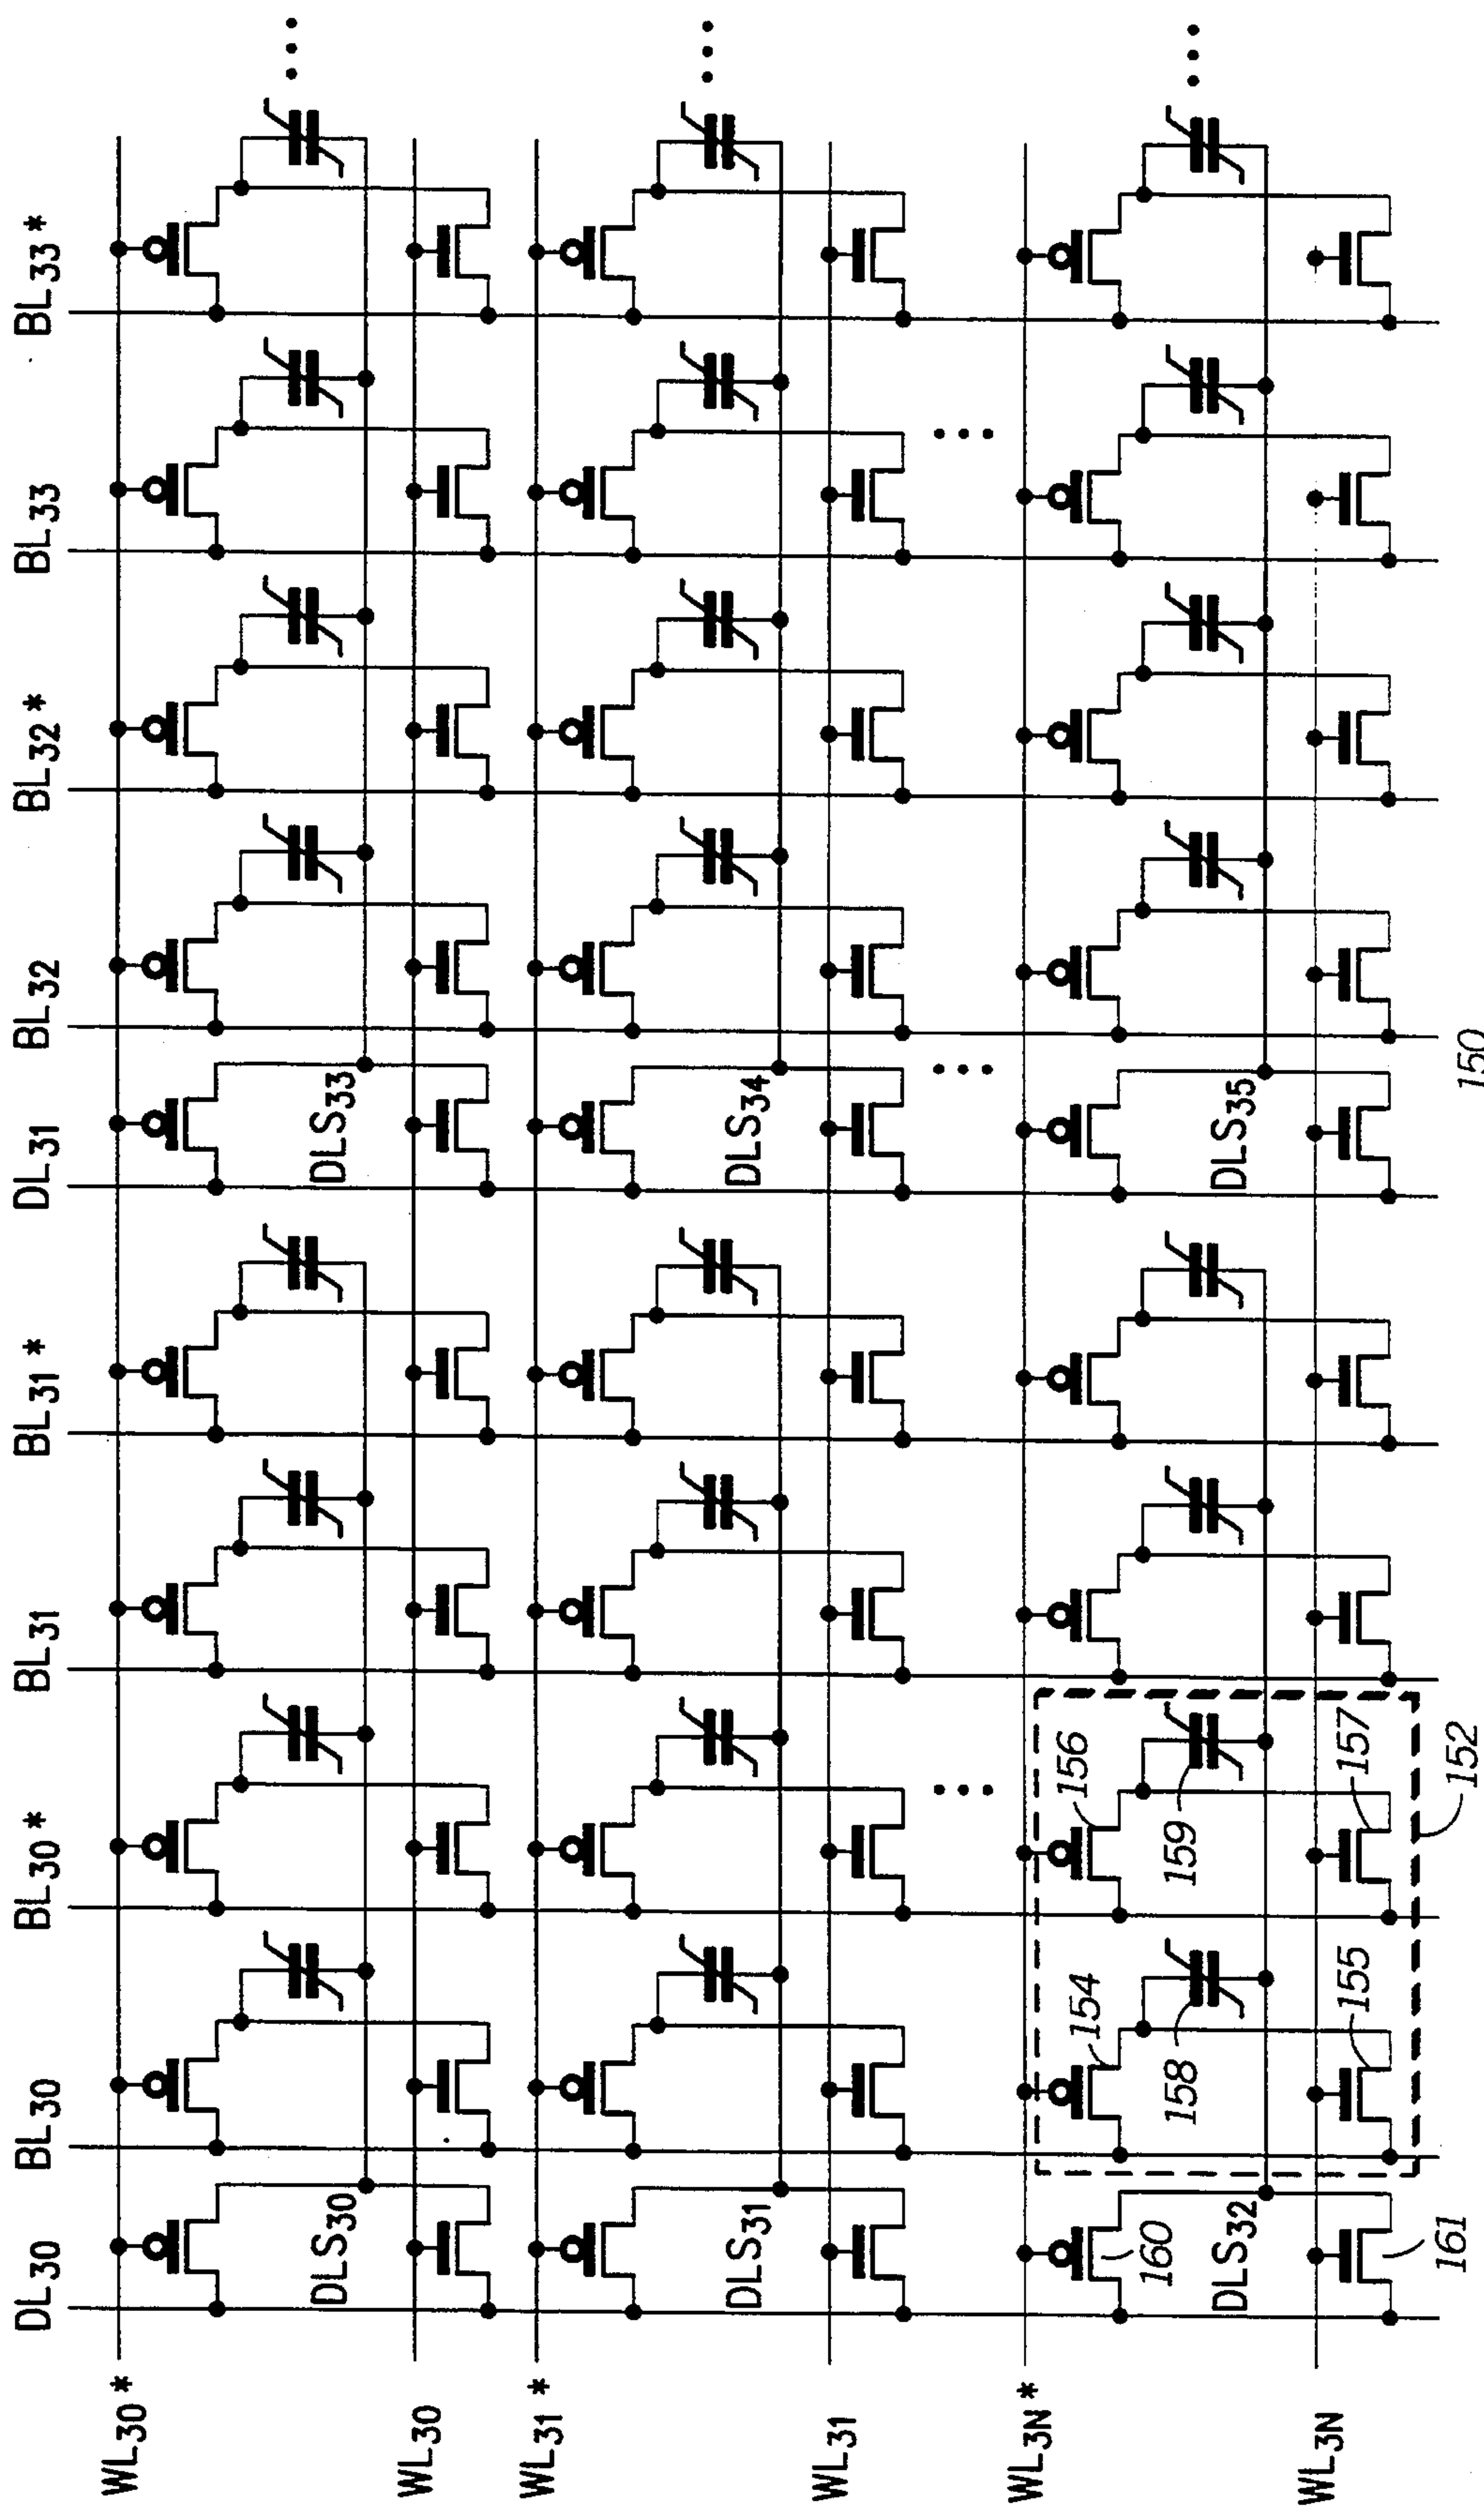 DL30 BL30 BL30* BL31 BL31* DL31 BL32 BL32* BL33 BL33*
WL30*
DLS30 DLS33
WL30
WL31*
DLS31 DLS34
WL31
WL3N*
154 156
160 158 159
DLS32 DLS35
WL3N
155 157
161 152
150